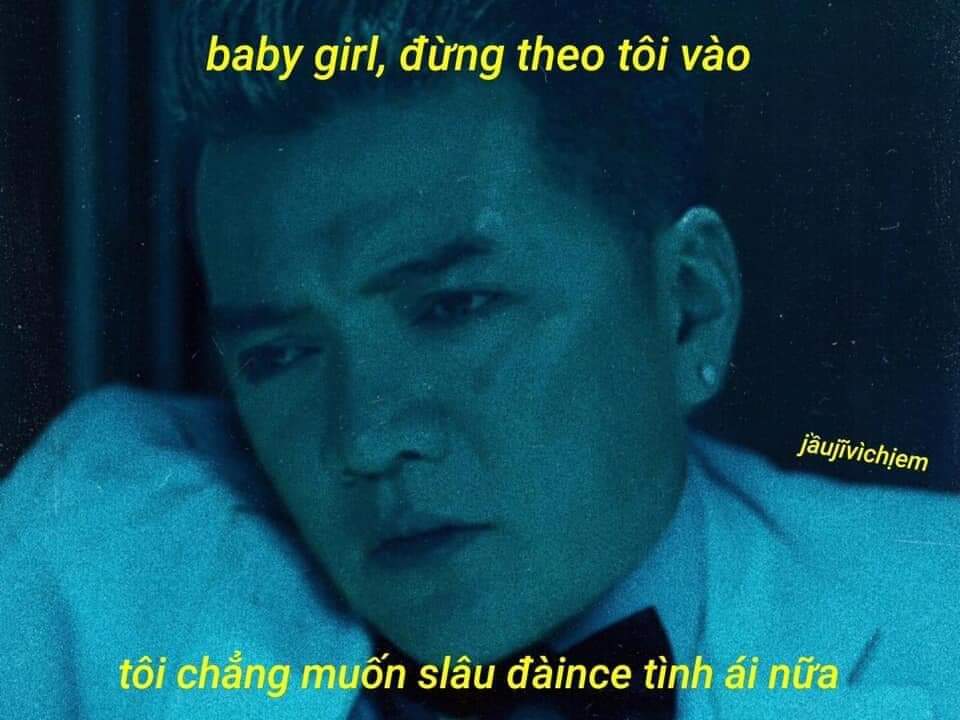 baby girl, đừng theo tôi vào
jầujĩvìchịem
tôi chẳng muốn slâu đàince tình ái nữa